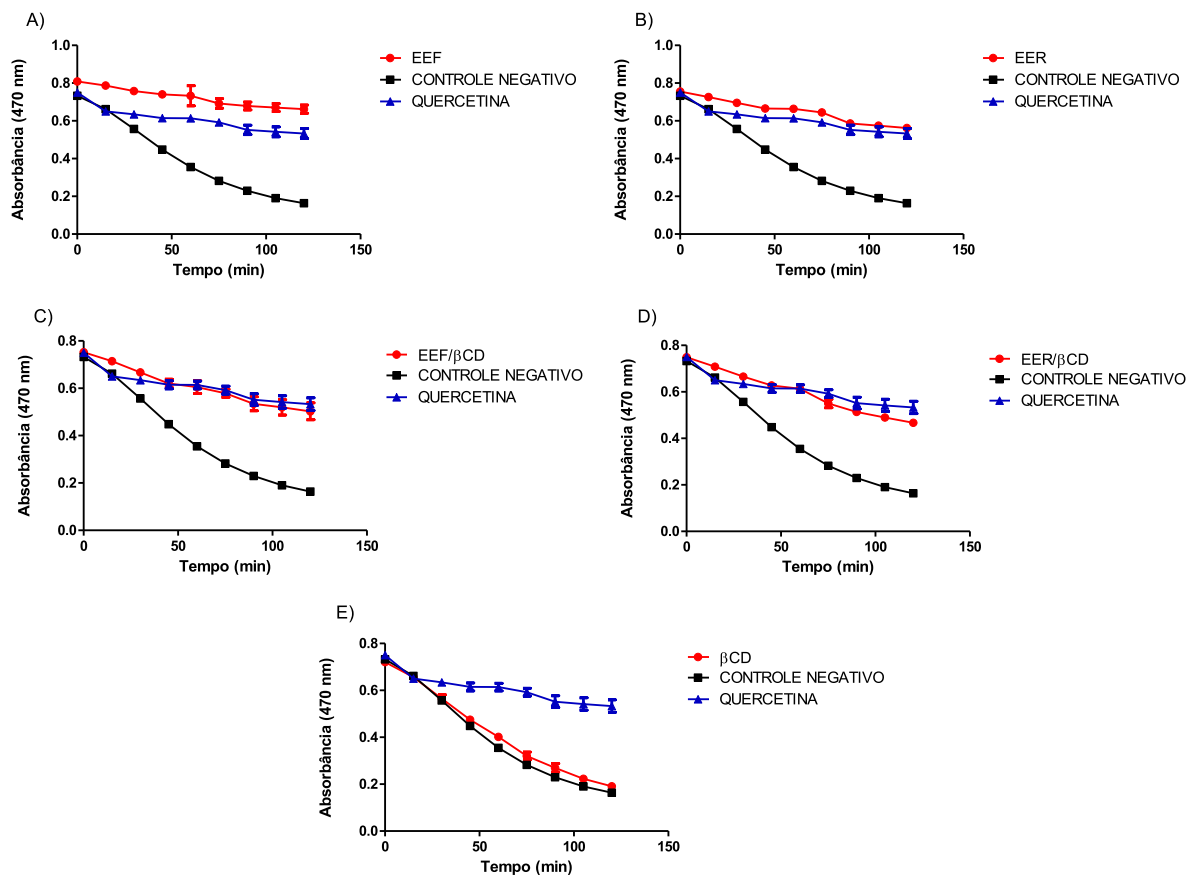 A)
1.0
0.8
0.6
0.4
0.2
0.0
0
50
100
150
Absorbância (470 nm)
Tempo (min)
EEF
CONTROLE NEGATIVO
QUERCETINA
B)
1.0
0.8
0.6
0.4
0.2
0.0
0
50
100
150
Absorbância (470 nm)
Tempo (min)
EER
CONTROLE NEGATIVO
QUERCETINA
C)
0.8
0.6
0.4
0.2
0.0
0
50
100
150
Absorbância (470 nm)
Tempo (min)
EEF/βCD
CONTROLE NEGATIVO
QUERCETINA
D)
0.8
0.6
0.4
0.2
0.0
0
50
100
150
Absorbância (470 nm)
Tempo (min)
EER/βCD
CONTROLE NEGATIVO
QUERCETINA
E)
0.8
0.6
0.4
0.2
0.0
0
50
100
150
Absorbância (470 nm)
Tempo (min)
βCD
CONTROLE NEGATIVO
QUERCETINA